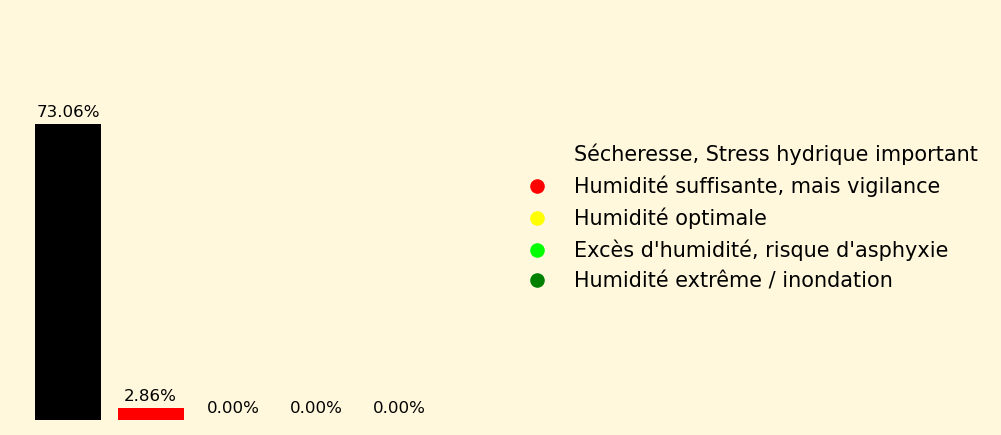 73.06%
2.86%
0.00%
0.00%
0.00%
Sécheresse, Stress hydrique important
Humidité suffisante, mais vigilance
Humidité optimale
Excès d'humidité, risque d'asphyxie
Humidité extrême / inondation